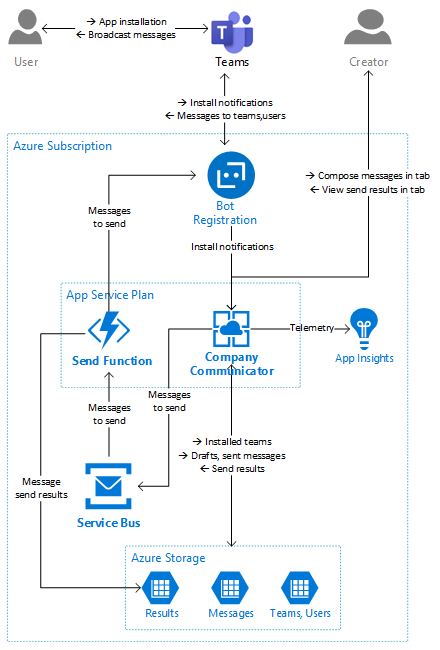 → App installation
← Broadcast messages
User
Teams
Creator
→ Install notifications
← Messages to teams,users
Azure Subscription
→ Compose messages in tab
← View send results in tab
Bot
Registration
Messages
to send
Install notifications
App Service Plan
Telemetry
Send Function
Company
Communicator
App Insights
Messages
to send
Messages
to send
→ Installed teams
→ Drafts, sent messages
← Send results
Message
send results
Service Bus
Azure Storage
Results
Messages
Teams, Users